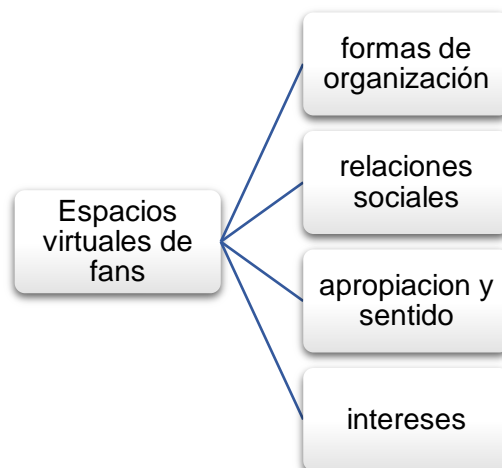 formas de
organización
relaciones
sociales
Espacios
virtuales de
fans
apropiacion y
sentido
intereses